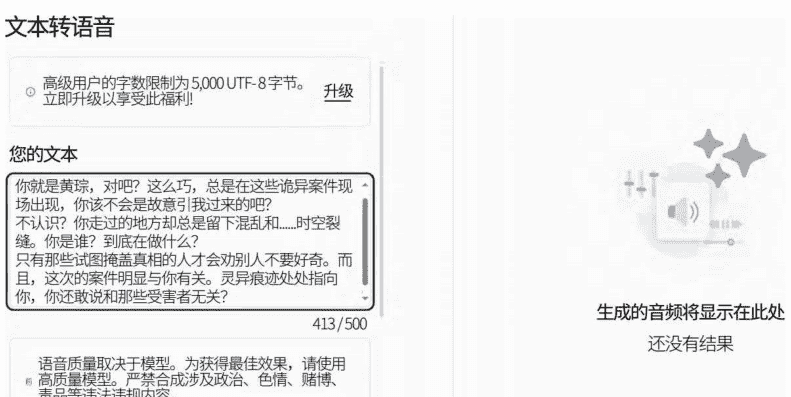 文本转语音
高级用户的字数限制为 5,000 UTF-8 字节。
立即升级以享受此福利!
升级
您的文本
你就是黄琮，对吧？这么巧，总是在这些诡异案件现
场出现，你该不会是故意引我过来的吧？
不认识？你走过的地方却总是留下混乱和......时空裂
缝。你是谁？到底在做什么？
只有那些试图掩盖真相的人才会劝别人不要好奇。而
且，这次的案件明显与你有关。灵异痕迹处处指向
你，你还敢说和那些受害者无关？
413 / 500
语音质量取决于模型。为获得最佳效果，请使用
高质量模型。严禁合成涉及政治、色情、赌博、
毒品等违法违规内容
生成的音频将显示在此处
还没有结果